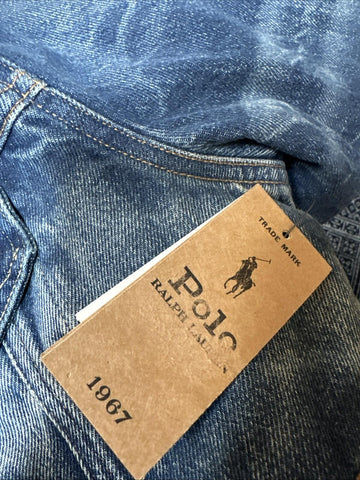 TRADE MARK
Polo
RALPH LAUREN
1967